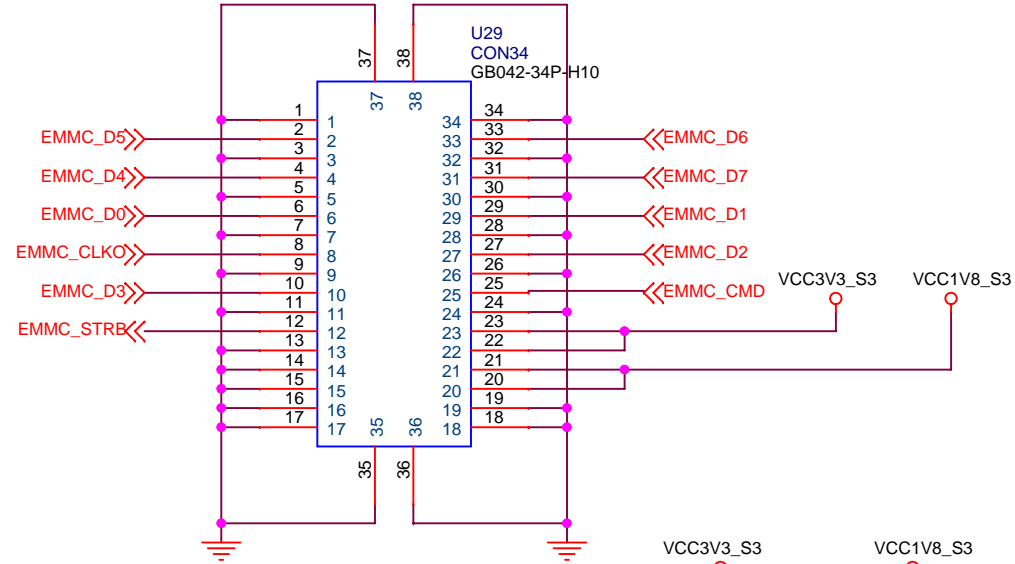 U29
CON34
GB042-34P-H10
37 38
37 38
1 1 34 34
EMMC_D5 2 2 33 33 EMMC_D6
3 3 32 32
EMMC_D4 4 4 31 31 EMMC_D7
5 5 30 30
EMMC_D0 6 6 29 29 EMMC_D1
7 7 28 28
EMMC_CLKO 8 8 27 27 EMMC_D2
9 9 26 26
EMMC_D3 10 10 25 25 EMMC_CMD
VCC3V3_S3 VCC1V8_S3
11 11 24 24
EMMC_STRB 12 12 23 23
13 13 22 22
14 14 21 21
15 15 20 20
16 16 19 19
17 17 18 18
35 36
35 36
VCC3V3_S3 VCC1V8_S3